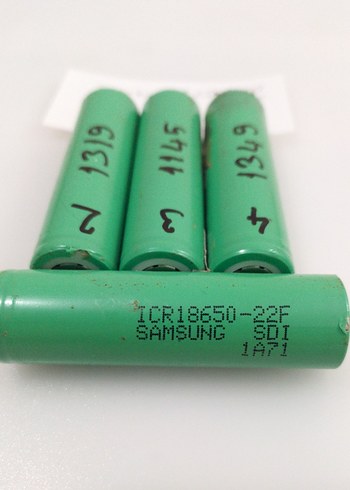 2 1319
3 1145
4 1349
ICR18650-22F
SAMSUNG SDI
1A71